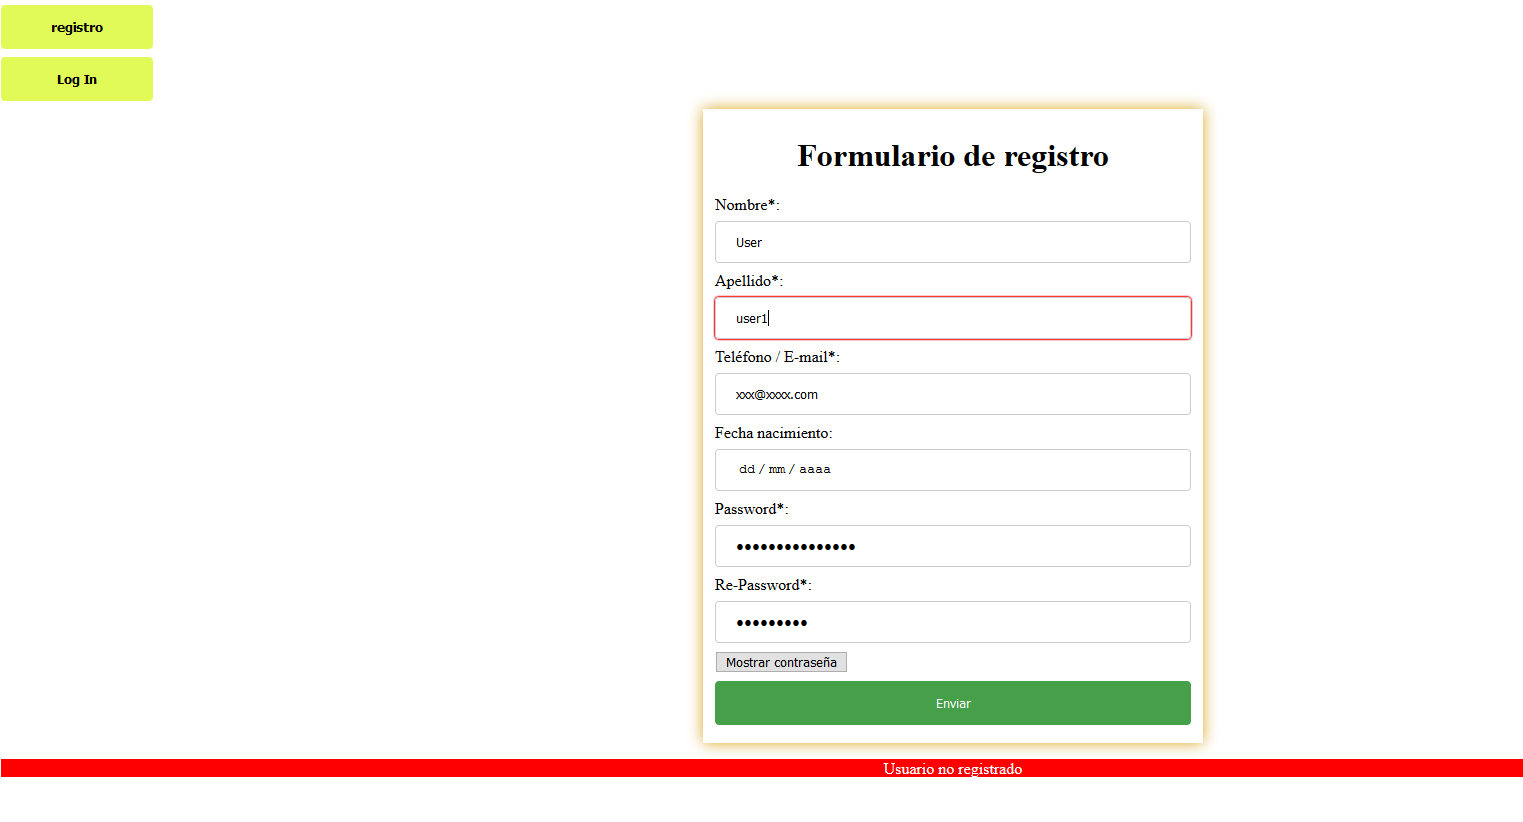 registro
Log In
Formulario de registro
Nombre*:
User
Apellido*:
user1
Teléfono / E-mail*:
xxx@xxxx.com
Fecha nacimiento:
dd / mm / aaaa
Password*:
•••••••••••••••
Re-Password*:
•••••••••
Mostrar contraseña
Enviar
Usuario no registrado